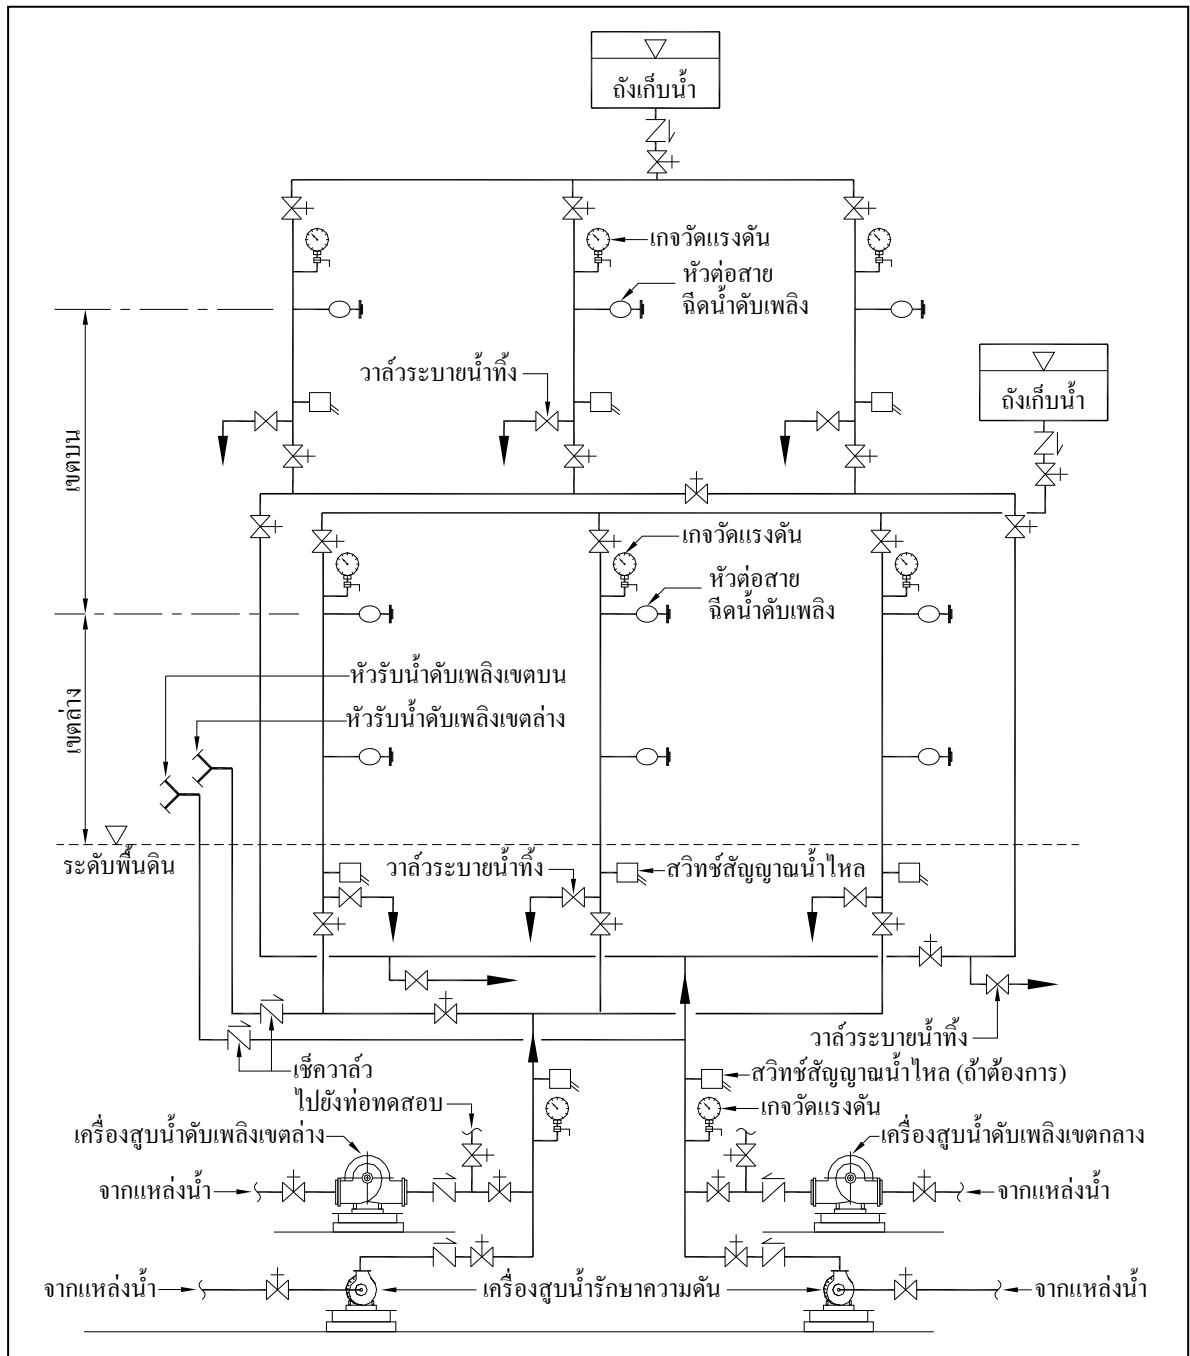 ถังเก็บน้ำ
เกจวัดแรงดัน
หัวต่อสาย
ฉีดน้ำดับเพลิง
วาล์วระบายน้ำทิ้ง
ถังเก็บน้ำ
เขตบน
เกจวัดแรงดัน
หัวต่อสาย
ฉีดน้ำดับเพลิง
เขตล่าง
หัวรับน้ำดับเพลิงเขตบน
หัวรับน้ำดับเพลิงเขตล่าง
ระดับพื้นดิน
วาล์วระบายน้ำทิ้ง
สวิทช์สัญญาณน้ำไหล
วาล์วระบายน้ำทิ้ง
เช็ควาล์ว
สวิทช์สัญญาณน้ำไหล (ถ้าต้องการ)
ไปยังท่อทดสอบ
เกจวัดแรงดัน
เครื่องสูบน้ำดับเพลิงเขตล่าง
เครื่องสูบน้ำดับเพลิงเขตกลาง
จากแหล่งน้ำ
จากแหล่งน้ำ
จากแหล่งน้ำ
เครื่องสูบน้ำรักษาความดัน
จากแหล่งน้ำ